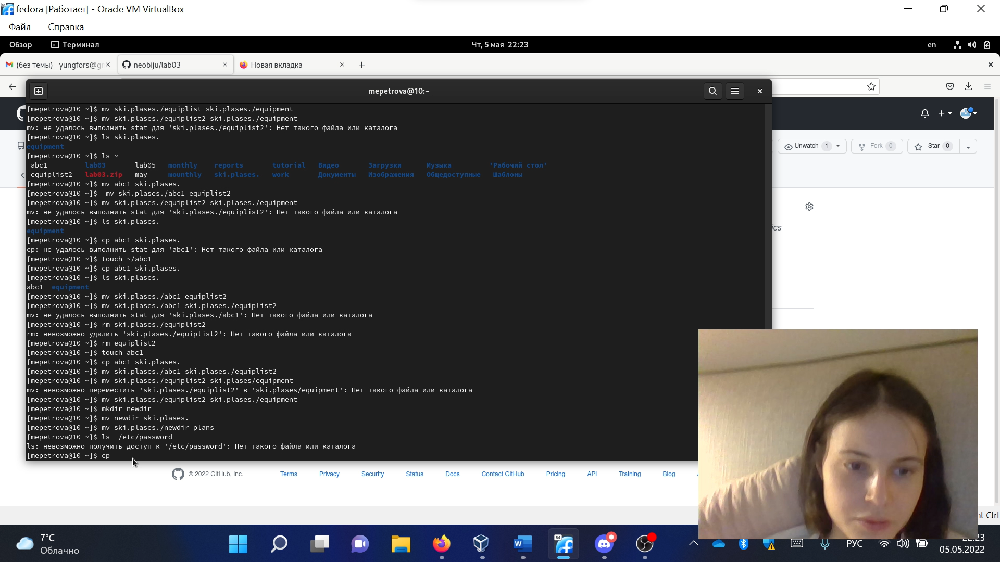 fedora [Работает] - Oracle VM VirtualBox
Файл Справка
Обзор Терминал Чт, 5 мая 22:23 en
(без темы) - yungfors@g neobiju/lab03 Новая вкладка
mepetrova@10:~
[mepetrova@10 ~]$ mv ski.plases./equiplist ski.plases./equipment
[mepetrova@10 ~]$ mv ski.plases./equiplist2 ski.plases./equipment
mv: не удалось выполнить stat для 'ski.plases./equiplist2': Нет такого файла или каталога
[mepetrova@10 ~]$ ls ski.plases.
equipment
[mepetrova@10 ~]$ ls ~
abc1 lab03 lab05 monthly reports tutorial Видео Загрузки Музыка 'Рабочий стол'
equiplist2 lab03.zip may mounthly ski.plases. work Документы Изображения Общедоступные Шаблоны
[mepetrova@10 ~]$ mv abc1 ski.plases.
[mepetrova@10 ~]$  mv ski.plases./abc1 equiplist2
[mepetrova@10 ~]$ mv ski.plases./equiplist2 ski.plases./equipment
mv: не удалось выполнить stat для 'ski.plases./equiplist2': Нет такого файла или каталога
[mepetrova@10 ~]$ ls ski.plases.
equipment
[mepetrova@10 ~]$ cp abc1 ski.plases.
cp: не удалось выполнить stat для 'abc1': Нет такого файла или каталога
[mepetrova@10 ~]$ touch ~/abc1
[mepetrova@10 ~]$ cp abc1 ski.plases.
[mepetrova@10 ~]$ ls ski.plases.
abc1 equipment
[mepetrova@10 ~]$ mv ski.plases./abc1 equiplist2
[mepetrova@10 ~]$ mv ski.plases./abc1 ski.plases./equiplist2
mv: не удалось выполнить stat для 'ski.plases./abc1': Нет такого файла или каталога
[mepetrova@10 ~]$ rm ski.plases./equiplist2
rm: невозможно удалить 'ski.plases./equiplist2': Нет такого файла или каталога
[mepetrova@10 ~]$ rm equiplist2
[mepetrova@10 ~]$ touch abc1
[mepetrova@10 ~]$ cp abc1 ski.plases.
[mepetrova@10 ~]$ mv ski.plases./abc1 ski.plases./equiplist2
[mepetrova@10 ~]$ mv ski.plases./equiplist2 ski.plases/equipment
mv: невозможно переместить 'ski.plases./equiplist2' в 'ski.plases/equipment': Нет такого файла или каталога
[mepetrova@10 ~]$ mv ski.plases./equiplist2 ski.plases./equipment
[mepetrova@10 ~]$ mkdir newdir
[mepetrova@10 ~]$ mv newdir ski.plases.
[mepetrova@10 ~]$ mv ski.plases./newdir plans
[mepetrova@10 ~]$ ls  /etc/password
ls: невозможно получить доступ к '/etc/password': Нет такого файла или каталога
[mepetrova@10 ~]$ cp
Unwatch 1 Fork 0 Star 0
ics
© 2022 GitHub, Inc. Terms Privacy Security Status Docs Contact GitHub Pricing API Training Blog
nt Ctrl
7°C
Облачно
64
РУС
05.05.2022